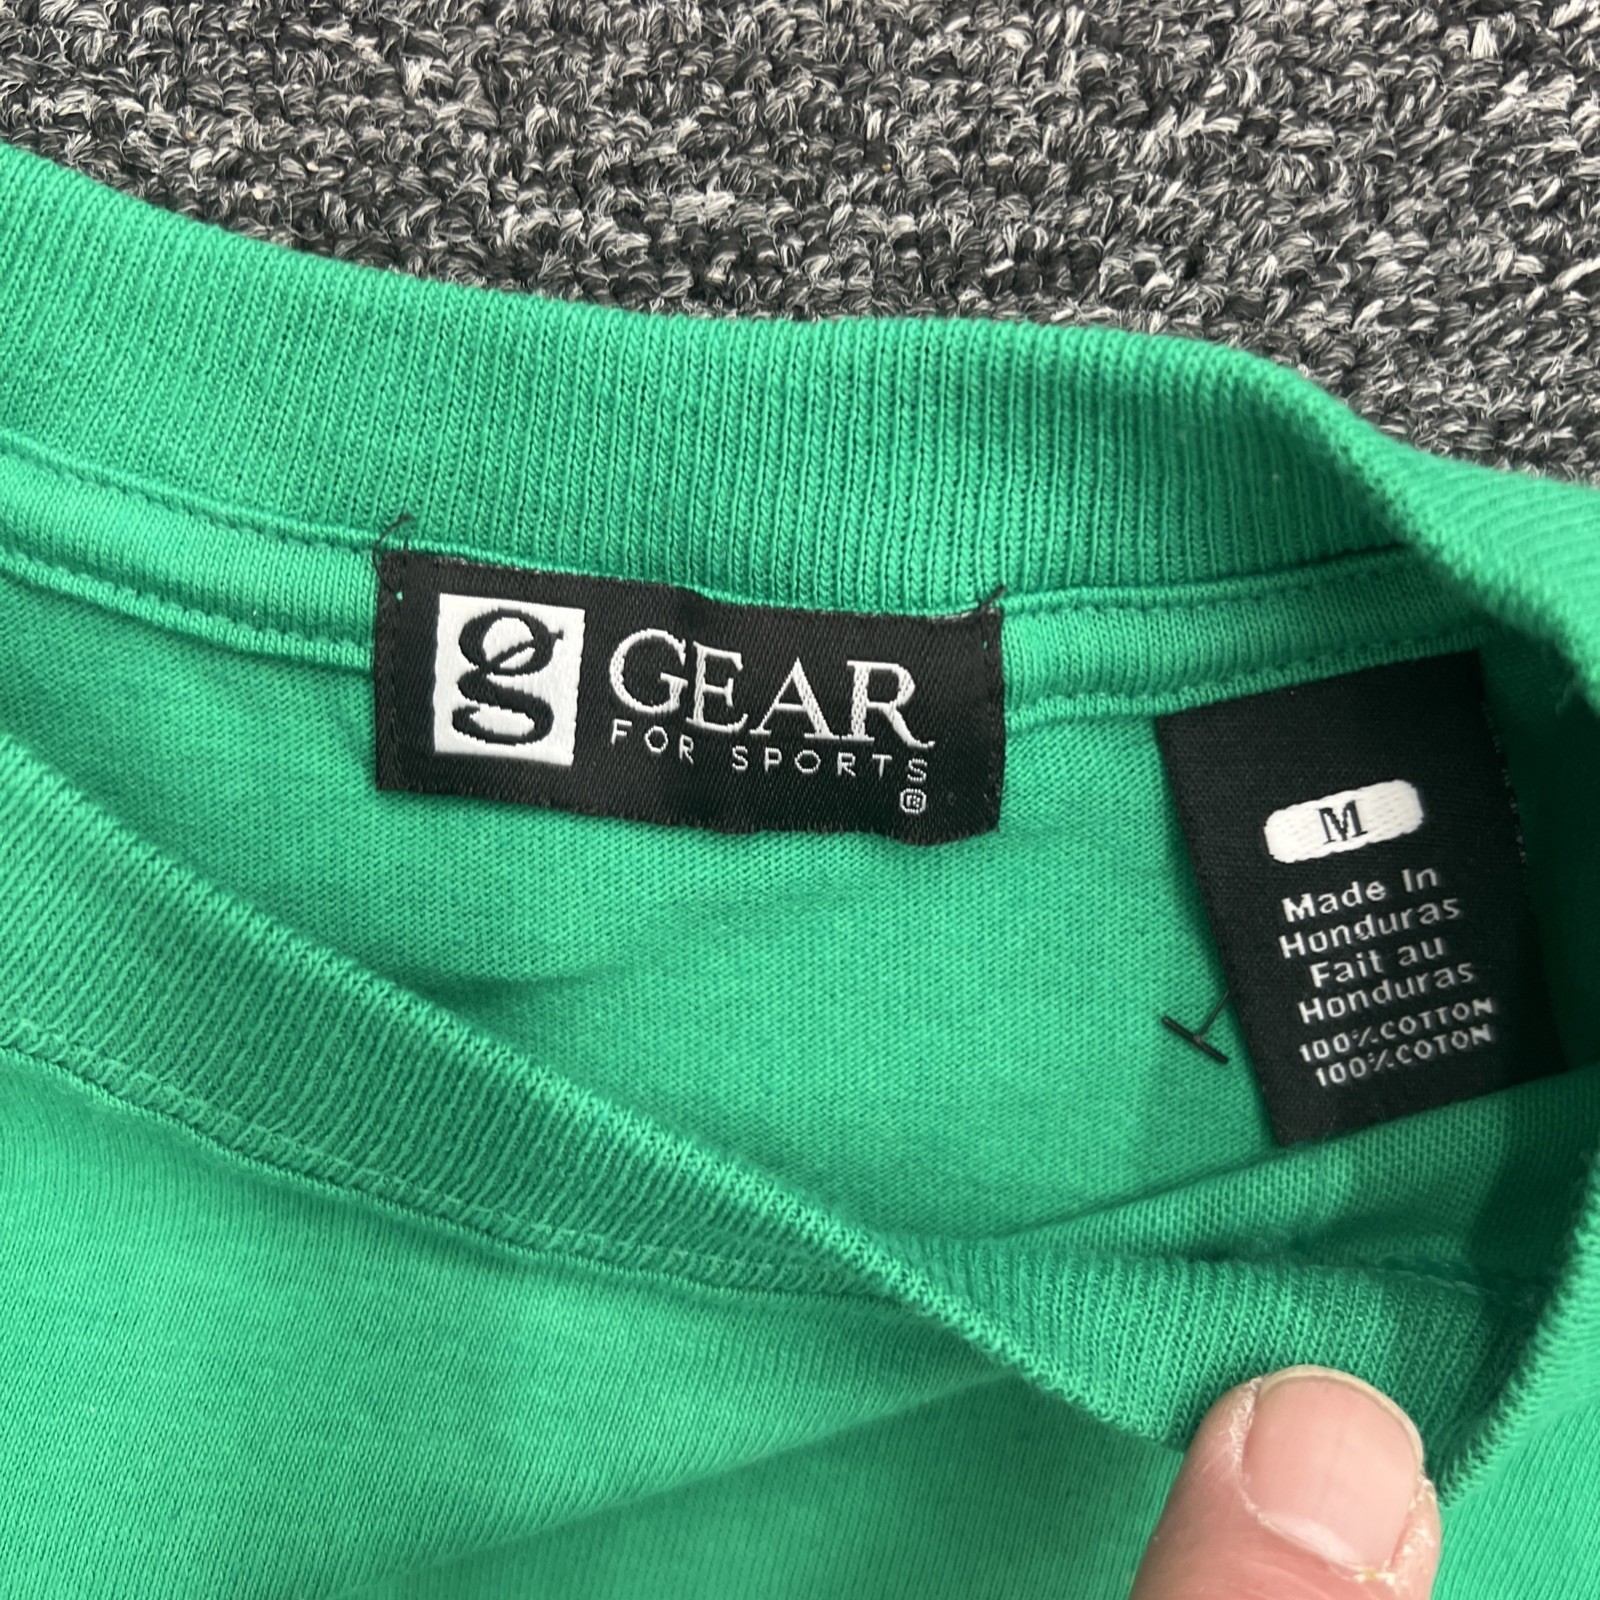 g
GEAR
FOR SPORTS
®
M
Made In
Honduras
Fait au
Honduras
100% COTTON
100% COTON